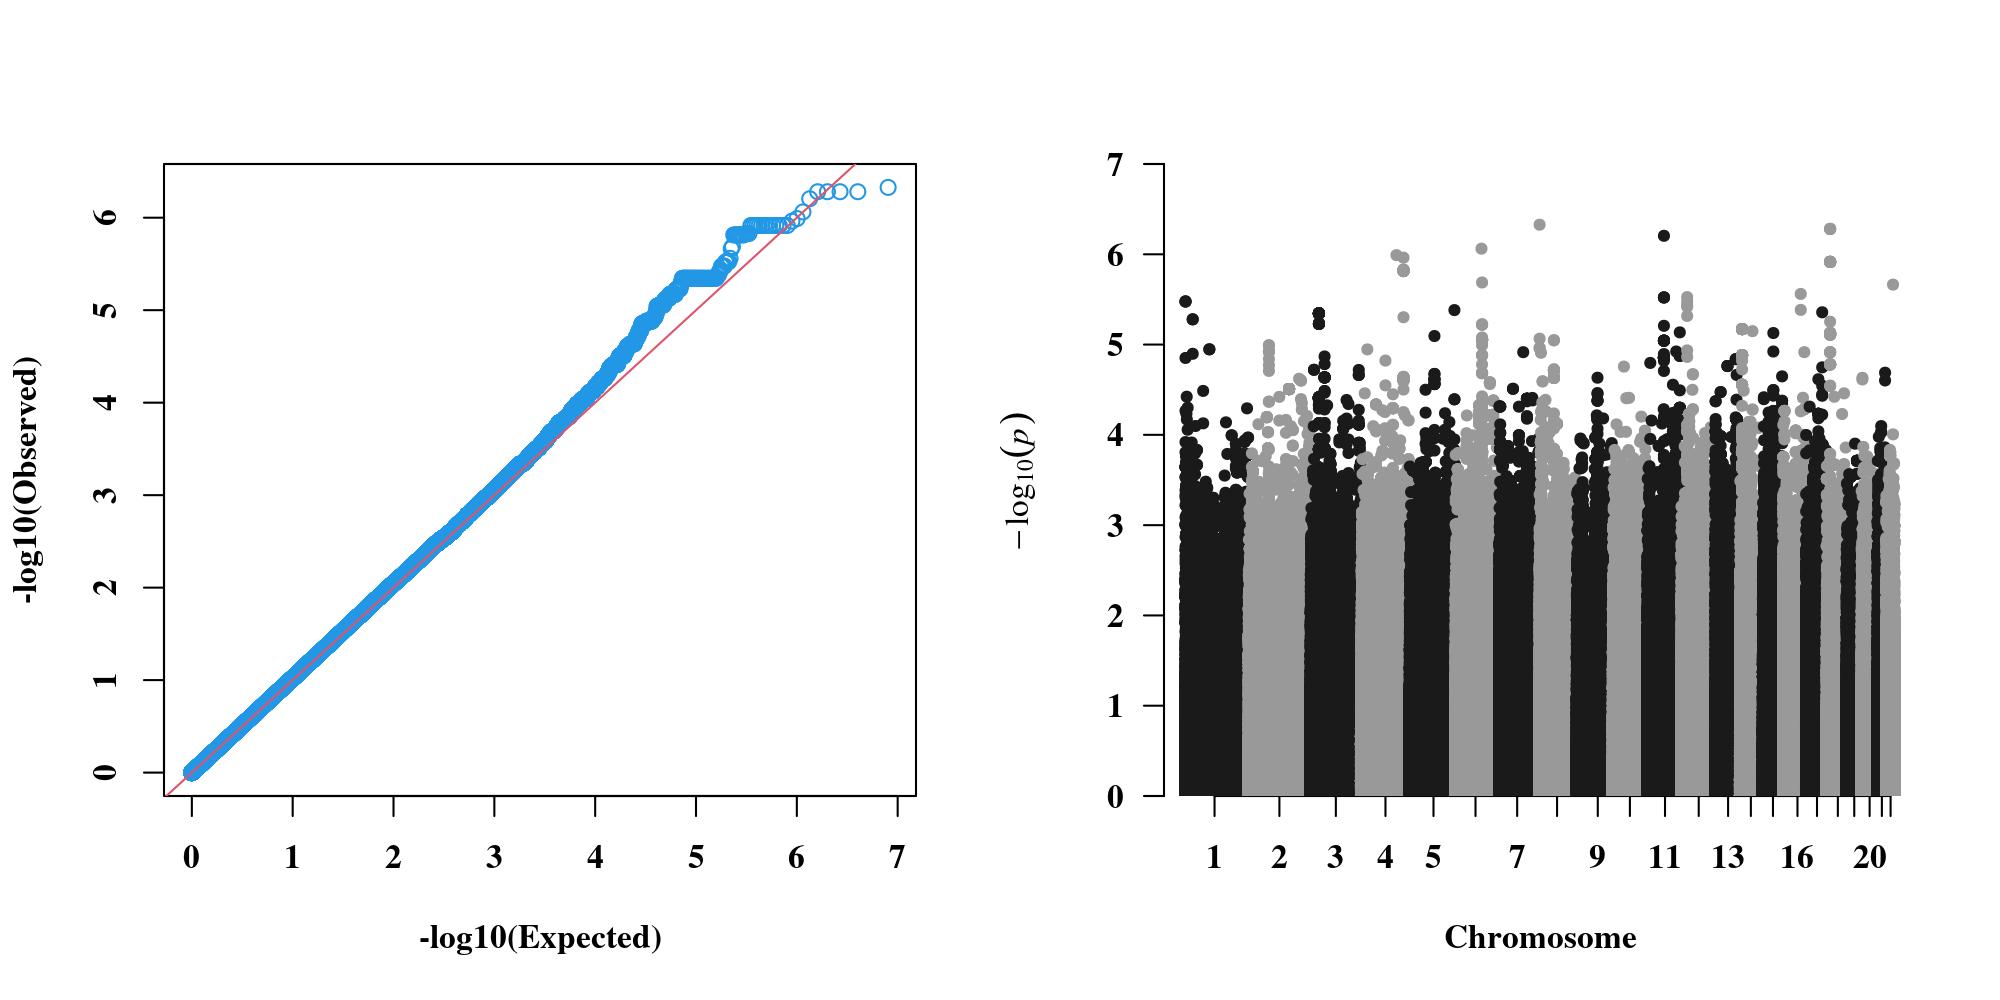 -log10(Observed)
0 1 2 3 4 5 6
0 1 2 3 4 5 6 7
-log10(Expected)
−log10(p)
0 1 2 3 4 5 6 7
1 2 3 4 5 7 9 11 13 16 20
Chromosome